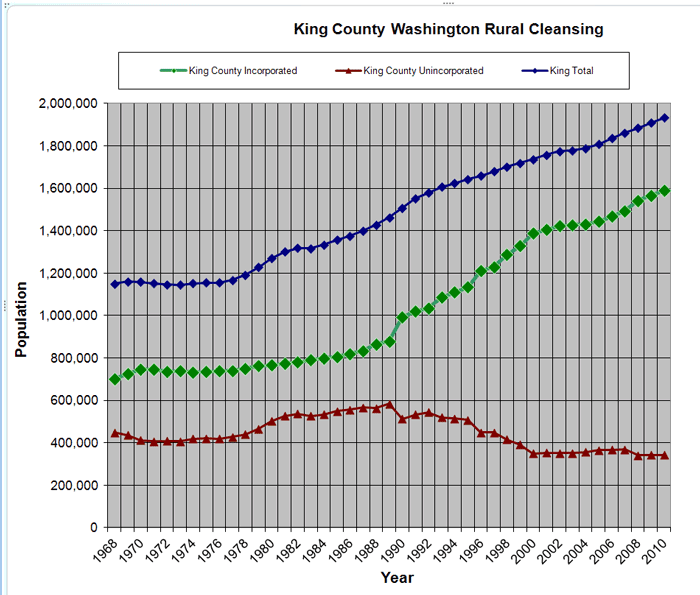 King County Washington Rural Cleansing
King County Incorporated King County Unincorporated King Total
2,000,000
1,800,000
1,600,000
1,400,000
1,200,000
1,000,000
800,000
600,000
400,000
200,000
0
Population
1968 1970 1972 1974 1976 1978 1980 1982 1984 1986 1988 1990 1992 1994 1996 1998 2000 2002 2004 2006 2008 2010
Year